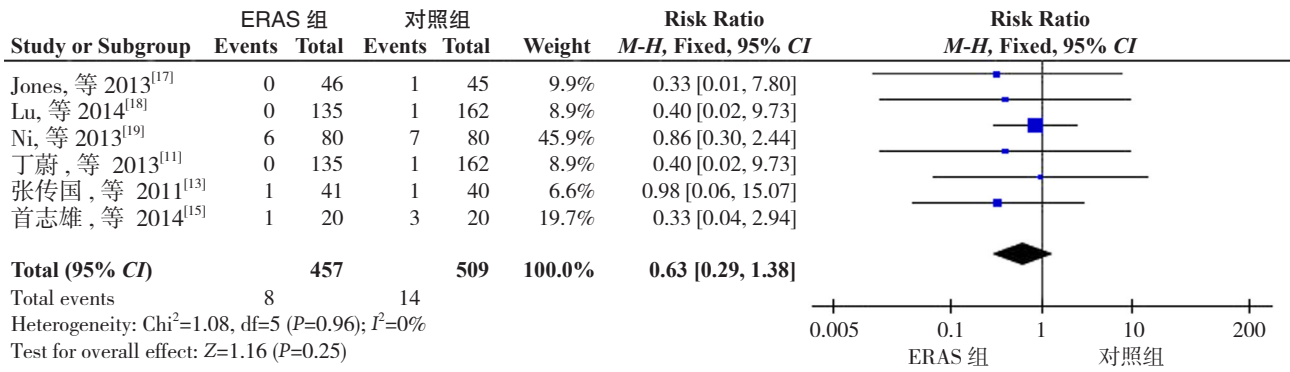 ERAS 组 对照组 Risk Ratio Risk Ratio
Study or Subgroup Events Total Events Total Weight M-H, Fixed, 95% CI M-H, Fixed, 95% CI
Jones, 等 2013[17] 0 46 1 45 9.9% 0.33 [0.01, 7.80]
Lu, 等 2014[18] 0 135 1 162 8.9% 0.40 [0.02, 9.73]
Ni, 等 2013[19] 6 80 7 80 45.9% 0.86 [0.30, 2.44]
丁蔚 , 等 2013[11] 0 135 1 162 8.9% 0.40 [0.02, 9.73]
张传国 , 等 2011[13] 1 41 1 40 6.6% 0.98 [0.06, 15.07]
首志雄 , 等 2014[15] 1 20 3 20 19.7% 0.33 [0.04, 2.94]
Total (95% CI) 457 509 100.0% 0.63 [0.29, 1.38]
Total events 8 14
Heterogeneity: Chi²=1.08, df=5 (P=0.96); I²=0%
Test for overall effect: Z=1.16 (P=0.25)
0.005 0.1 1 10 200
ERAS 组 对照组